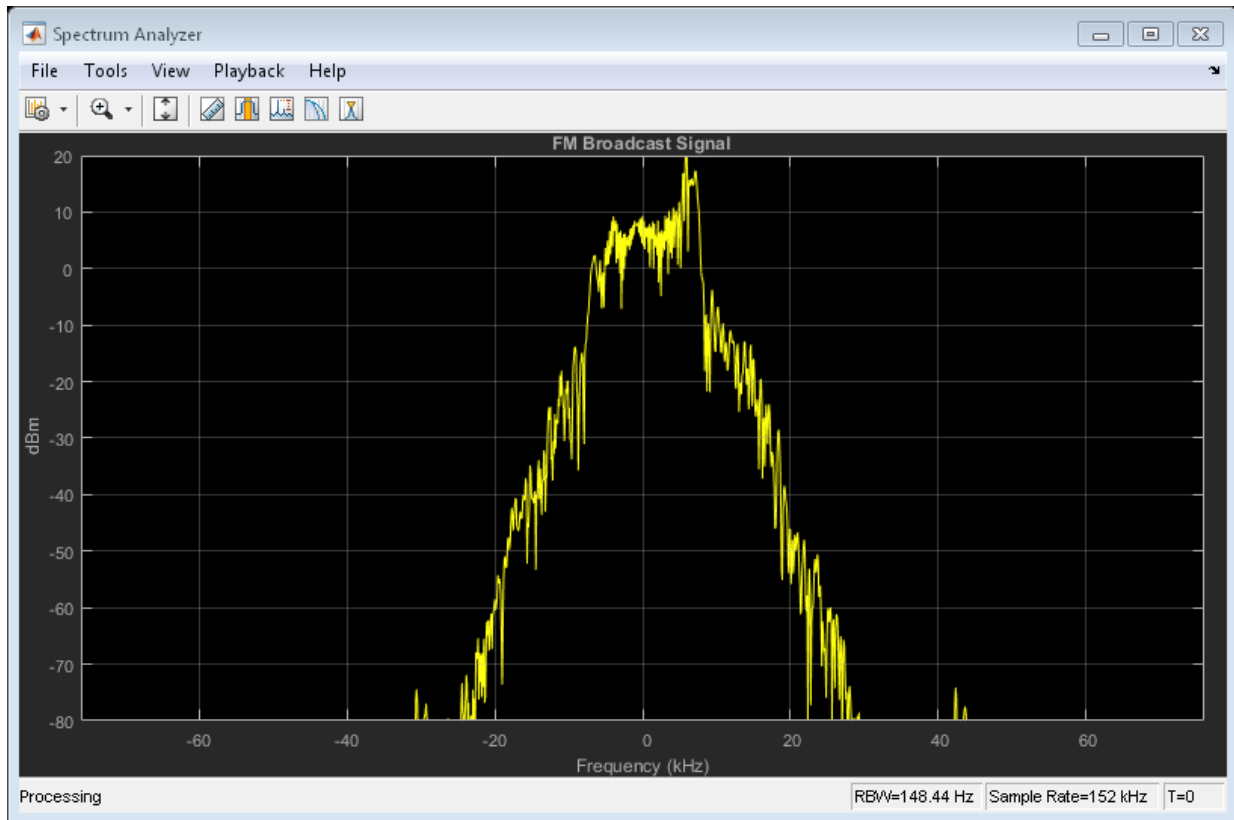 Spectrum Analyzer
File Tools View Playback Help
FM Broadcast Signal
20
10
0
-10
-20
-30
-40
-50
-60
-70
-80
dBm
-60 -40 -20 0 20 40 60
Frequency (kHz)
Processing RBW=148.44 Hz Sample Rate=152 kHz T=0